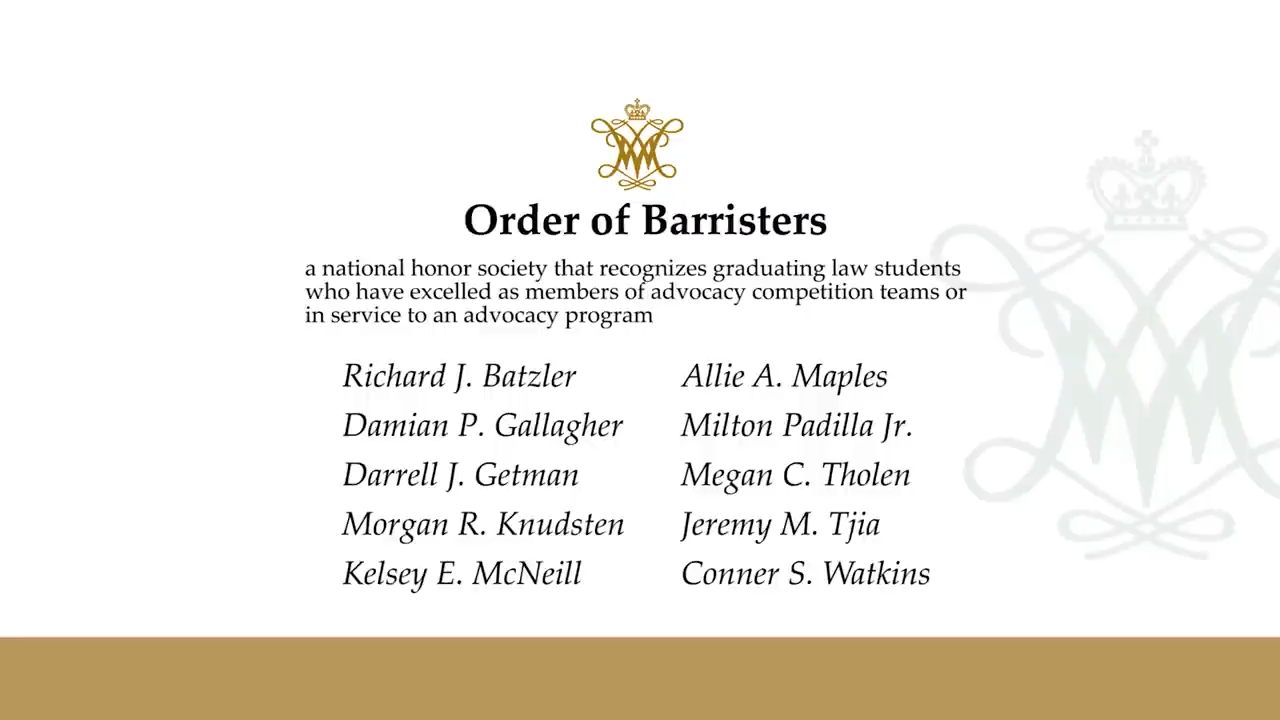 Order of Barristers
a national honor society that recognizes graduating law students
who have excelled as members of advocacy competition teams or
in service to an advocacy program
Richard J. Batzler
Damian P. Gallagher
Darrell J. Getman
Morgan R. Knudsten
Kelsey E. McNeill
Allie A. Maples
Milton Padilla Jr.
Megan C. Tholen
Jeremy M. Tjia
Conner S. Watkins